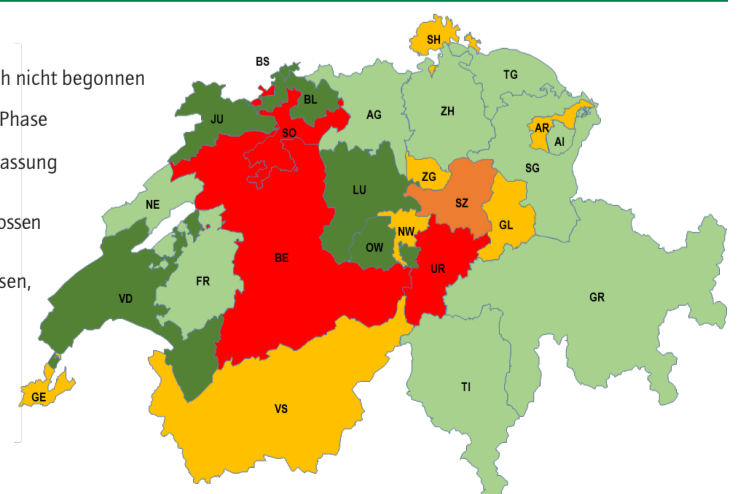 h nicht begonnen
Phase
assung
ossen
sen,
SH
BS
TG
BL
AG
ZH
JU
SO
AR
AI
SG
ZG
LU
SZ
NE
GL
NW
OW
BE
UR
FR
VD
GR
TI
GE
VS